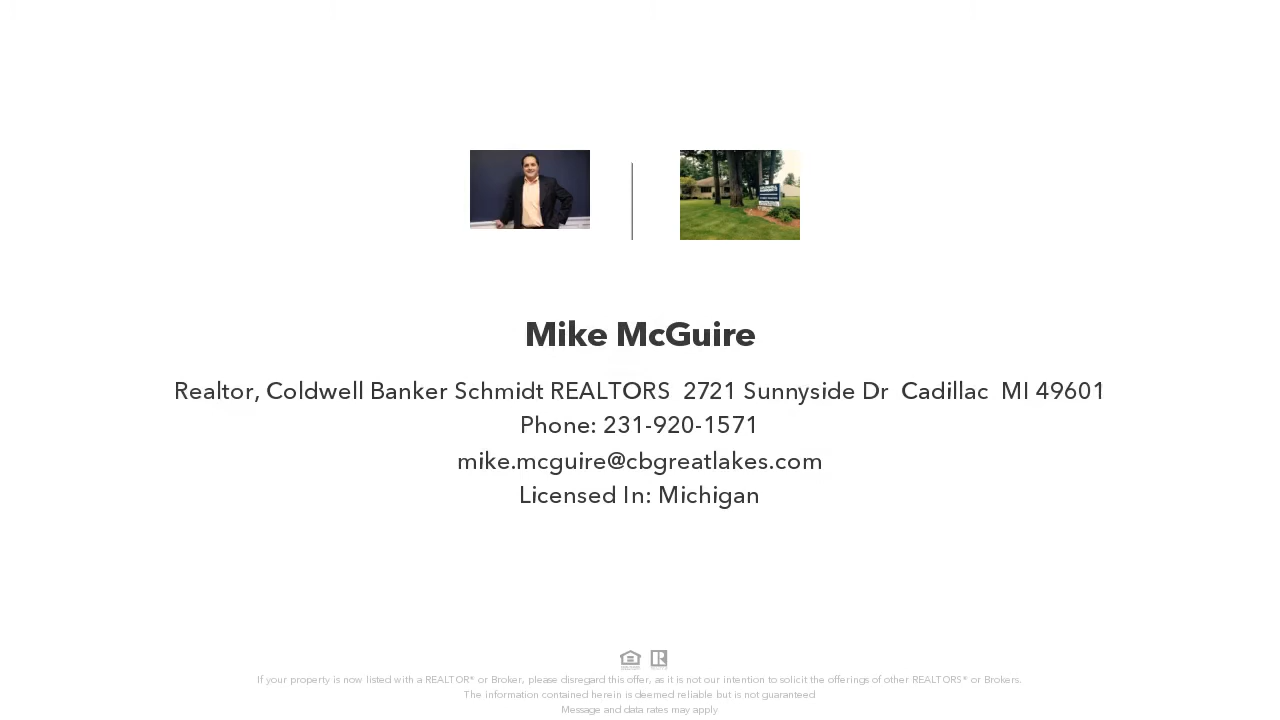 Mike McGuire
Realtor, Coldwell Banker Schmidt REALTORS  2721 Sunnyside Dr  Cadillac  MI 49601
Phone: 231-920-1571
mike.mcguire@cbgreatlakes.com
Licensed In: Michigan
If your property is now listed with a REALTOR® or Broker, please disregard this offer, as it is not our intention to solicit the offerings of other REALTORS® or Brokers.
The information contained herein is deemed reliable but is not guaranteed
Message and data rates may apply